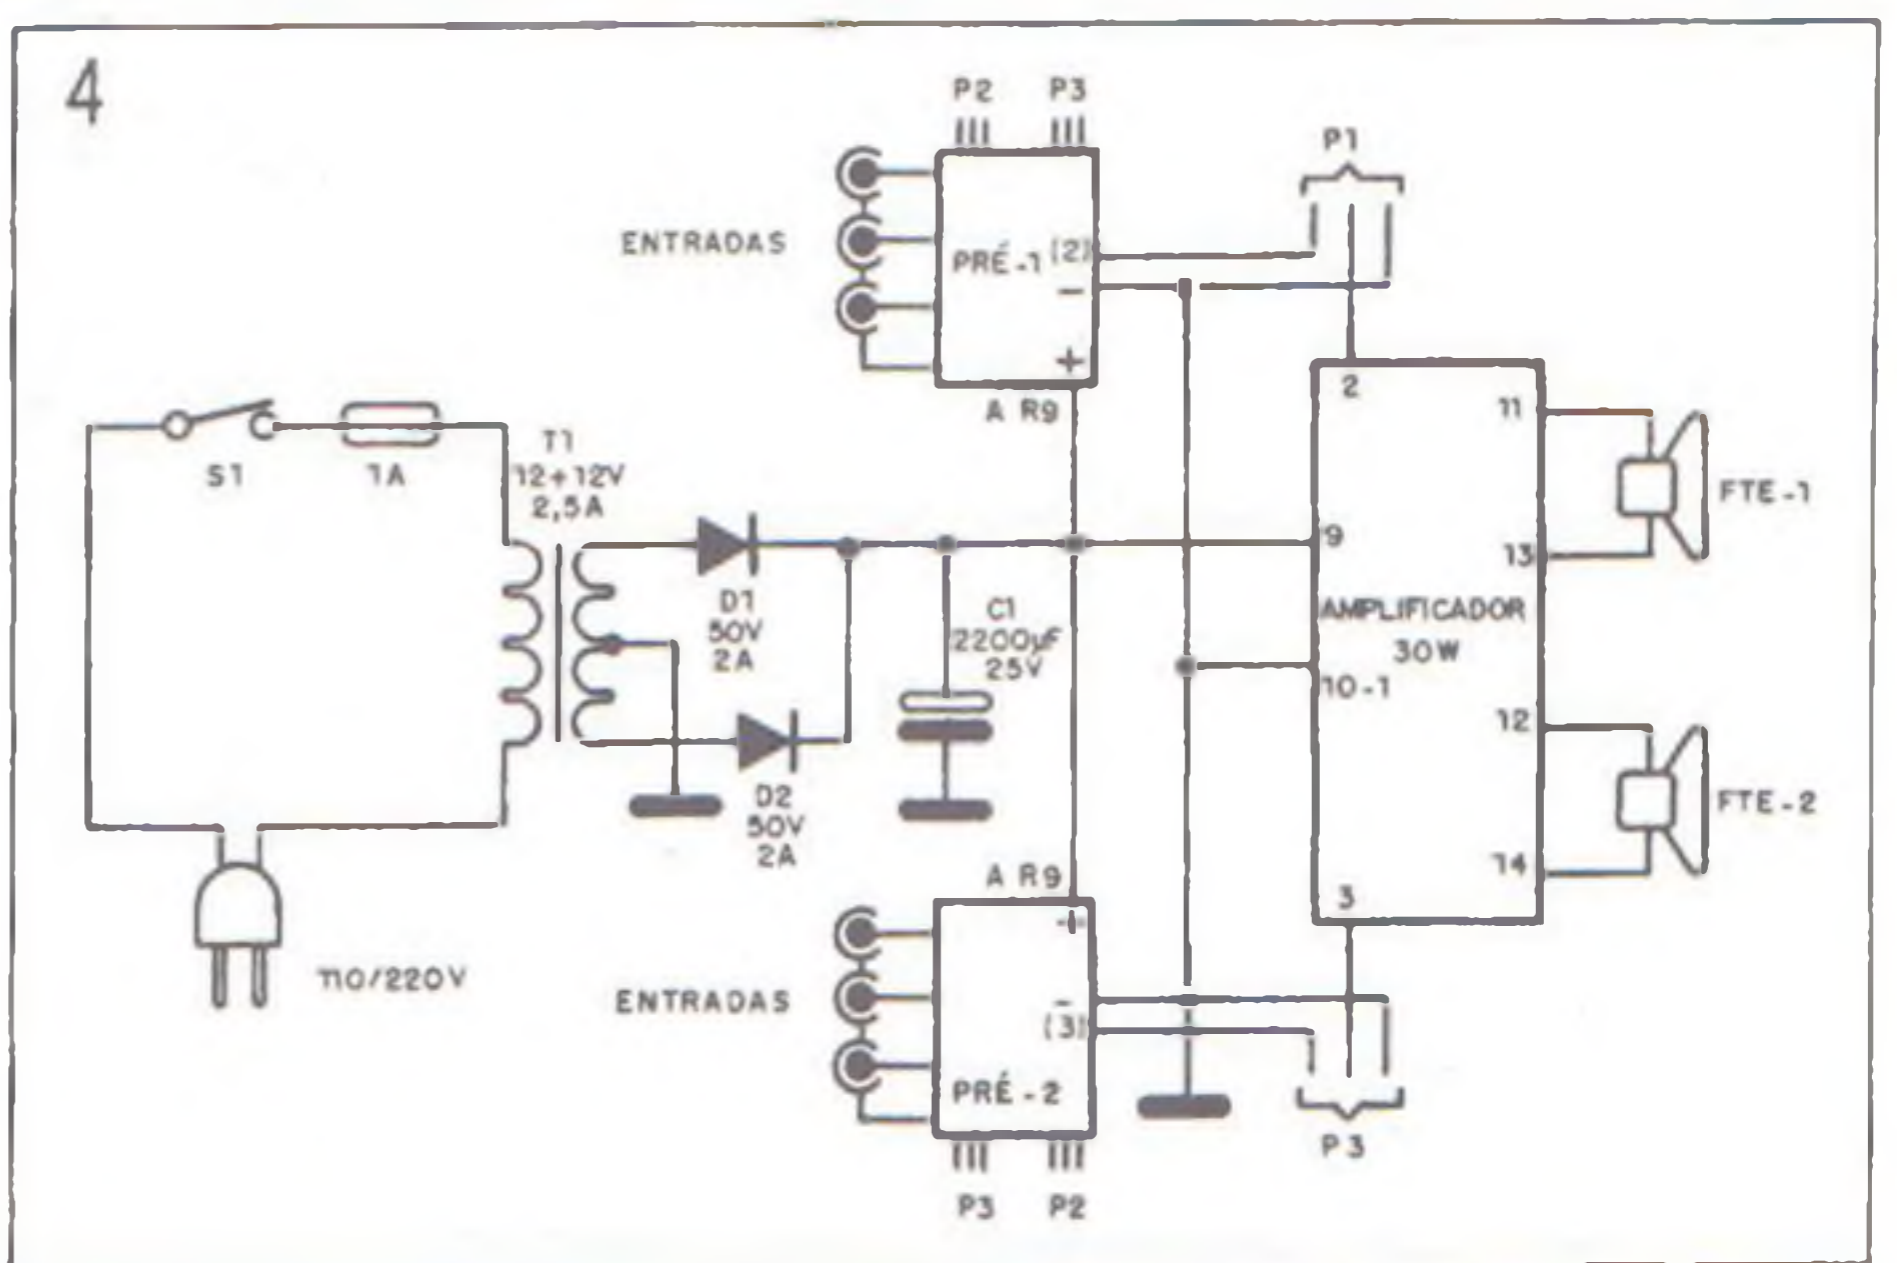 4
P2 P3
P1
ENTRADAS
PRÉ-1 (2)
−
+
A R9
2
11
S1
1A
T1
12+12V
2,5A
FTE-1
9
13
D1
50V
2A
C1
2200µF
25V
AMPLIFICADOR
30W
10-1
12
D2
50V
2A
FTE-2
14
A R9
3
+
110/220V
ENTRADAS
−
(3)
PRÉ-2
P3
P3 P2